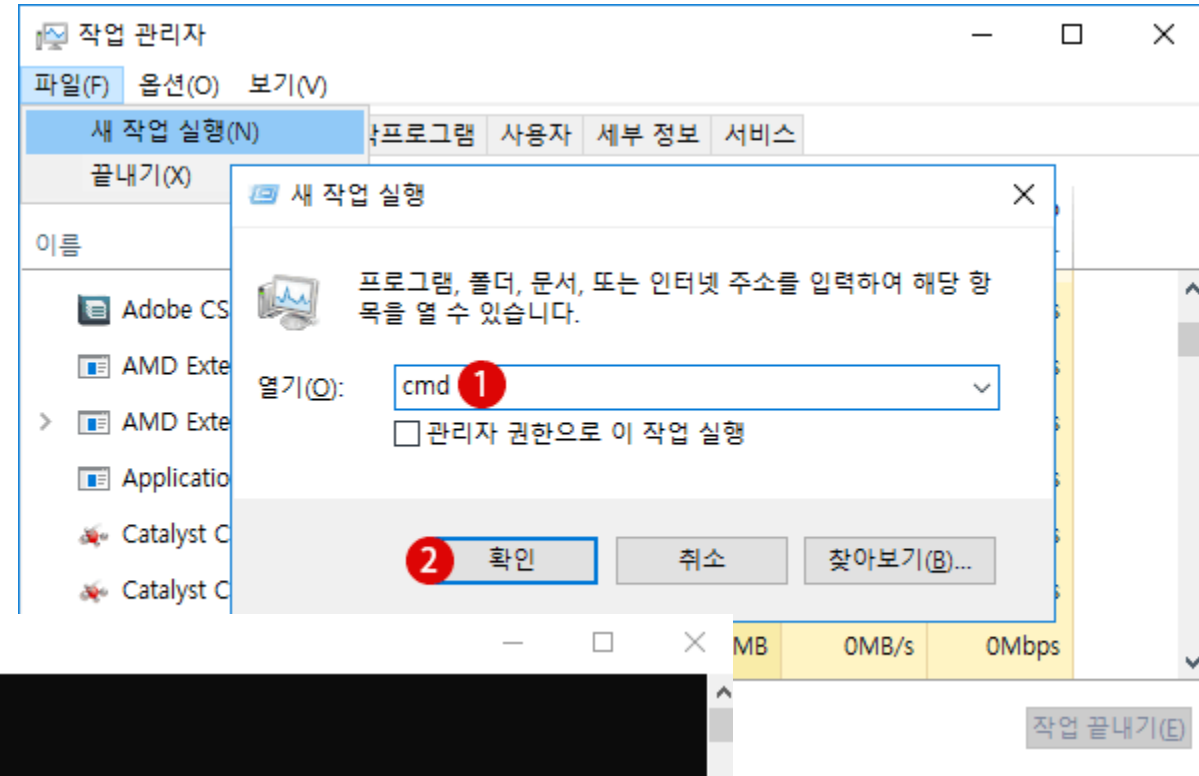 작업 관리자
파일(F) 옵션(O) 보기(V)
새 작업 실행(N)
끝내기(X)
프로그램 사용자 세부 정보 서비스
새 작업 실행
이름
프로그램, 폴더, 문서, 또는 인터넷 주소를 입력하여 해당 항
목을 열 수 있습니다.
열기(O): cmd 1
관리자 권한으로 이 작업 실행
2 확인 취소 찾아보기(B)...
Adobe CS
AMD Exte
AMD Exte
Applicatio
Catalyst C
Catalyst C
MB 0MB/s 0Mbps
작업 끝내기(E)